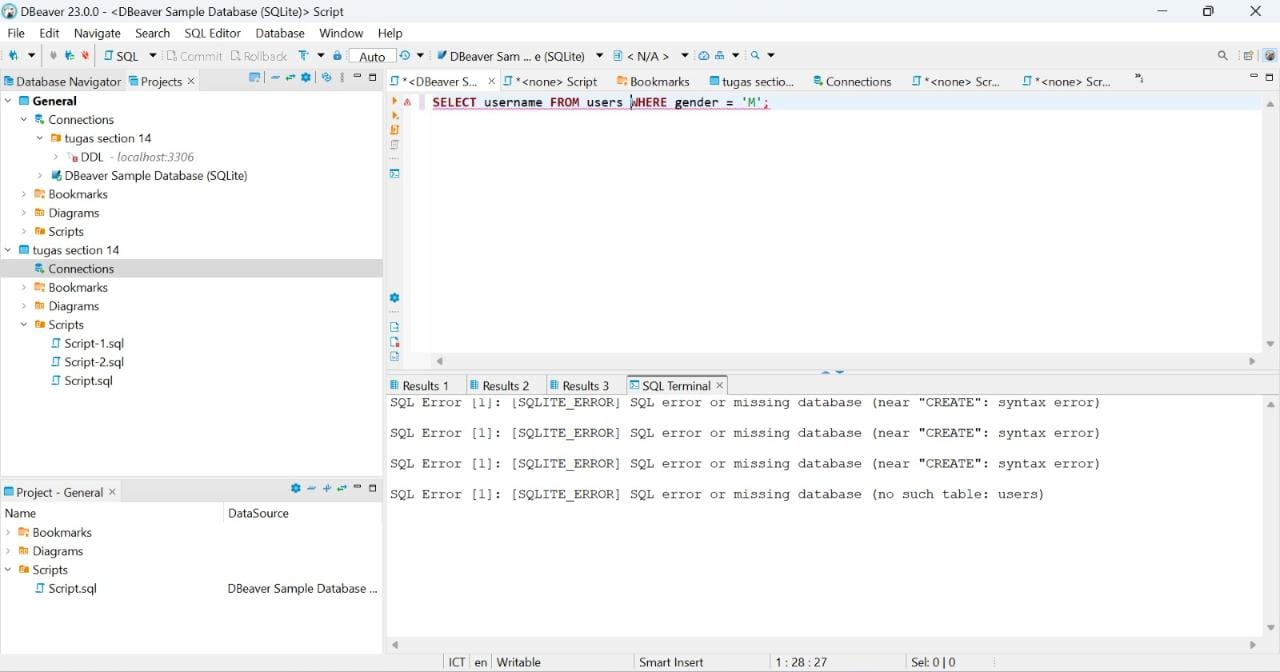 DBeaver 23.0.0 - <DBeaver Sample Database (SQLite)> Script
File Edit Navigate Search SQL Editor Database Window Help
SQL Commit Rollback Auto DBeaver Sam ... e (SQLite) < N/A >
Database Navigator Projects
General
Connections
tugas section 14
DDL - localhost:3306
DBeaver Sample Database (SQLite)
Bookmarks
Diagrams
Scripts
tugas section 14
Connections
Bookmarks
Diagrams
Scripts
Script-1.sql
Script-2.sql
Script.sql
Project - General
Name DataSource
Bookmarks
Diagrams
Scripts
Script.sql DBeaver Sample Database ...
*<DBeaver S... *<none> Script Bookmarks tugas sectio... Connections *<none> Scr... *<none> Scr...
SELECT username FROM users WHERE gender = 'M';
Results 1 Results 2 Results 3 SQL Terminal
SQL Error [1]: [SQLITE_ERROR] SQL error or missing database (near "CREATE": syntax error)
SQL Error [1]: [SQLITE_ERROR] SQL error or missing database (near "CREATE": syntax error)
SQL Error [1]: [SQLITE_ERROR] SQL error or missing database (near "CREATE": syntax error)
SQL Error [1]: [SQLITE_ERROR] SQL error or missing database (no such table: users)
ICT en Writable Smart Insert 1 : 28 : 27 Sel: 0 | 0